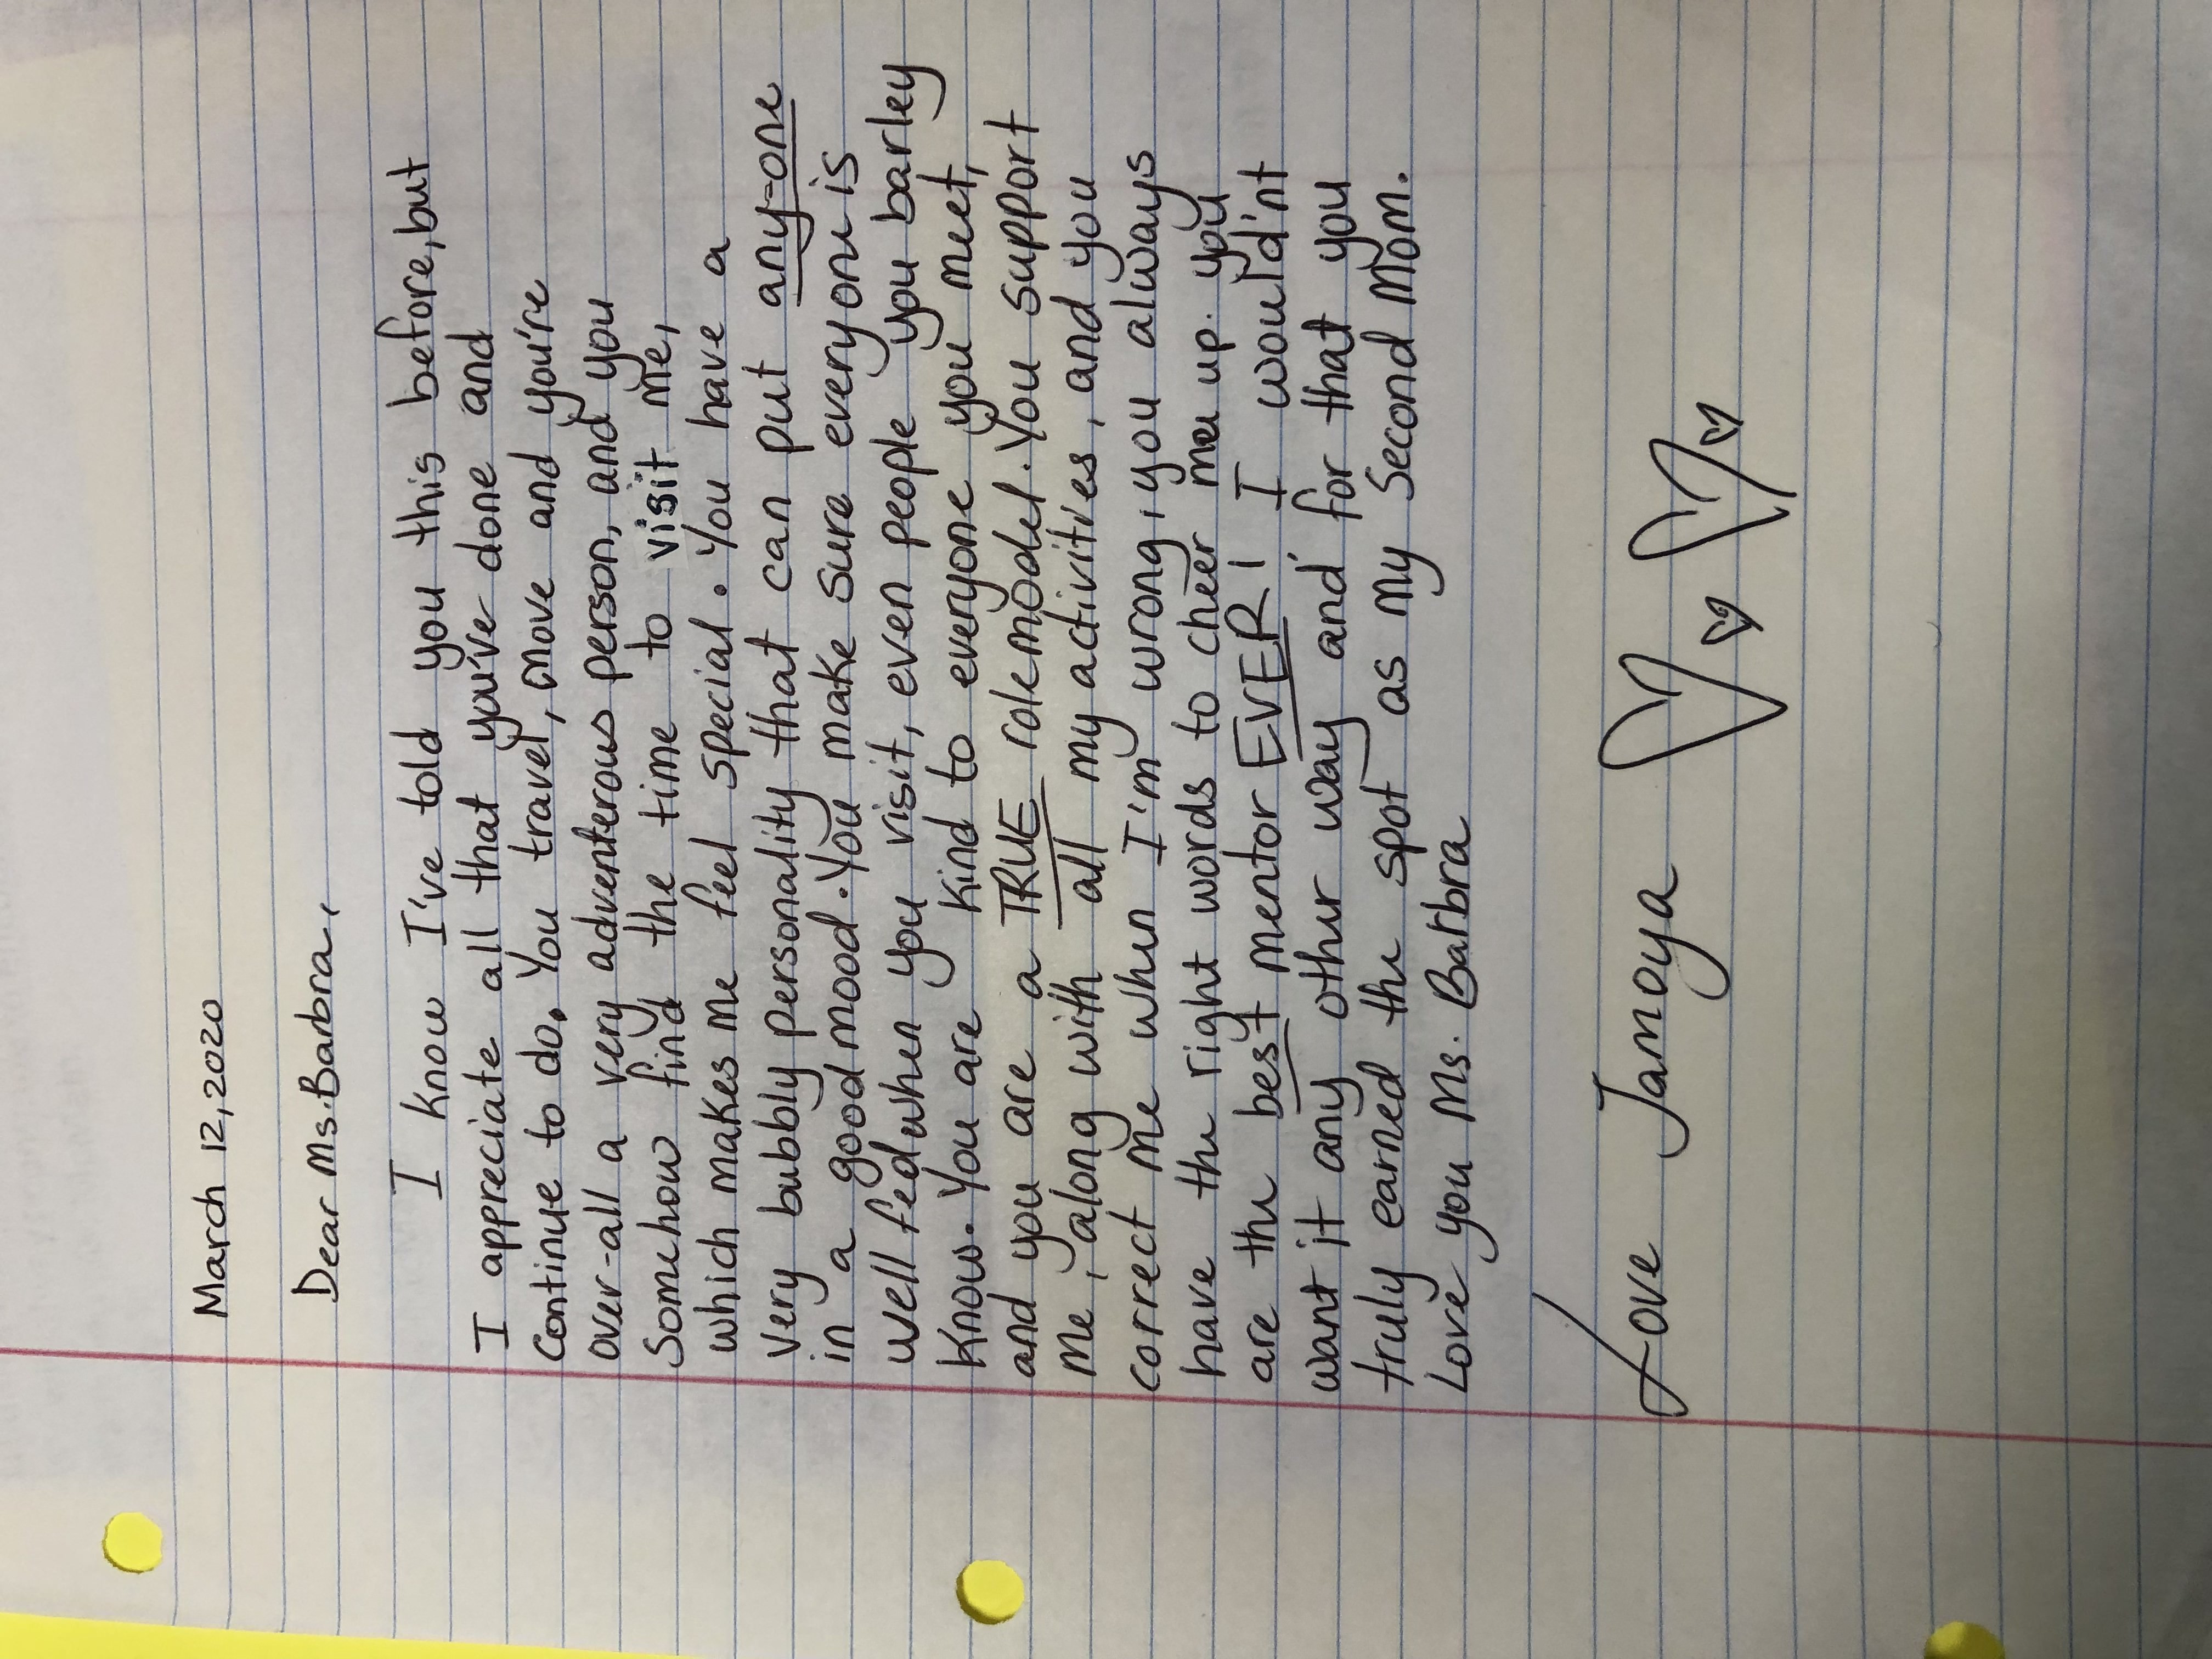 March 12, 2020
Dear Ms. Barbra,
I know I've told you this before, but
I appreciate all that you've done and
continue to do. You travel, move and you're
over-all a very adventerous person, and you
somehow find the time to visit me,
which makes me feel special. You have a
very bubbly personality that can put any-one
in a good mood. You make sure everyone is
well fed when you visit, even people you barley
know. You are kind to everyone you meet,
and you are a TRUE rolemodel. You support
me, along with all my activities, and you
correct me when I'm wrong, you always
have the right words to cheer me up. you
are the best mentor EVER! I would'nt
want it any other way and for that you
truly earned the spot as my Second Mom.
Love you Ms. Barbra
Love Jamoya